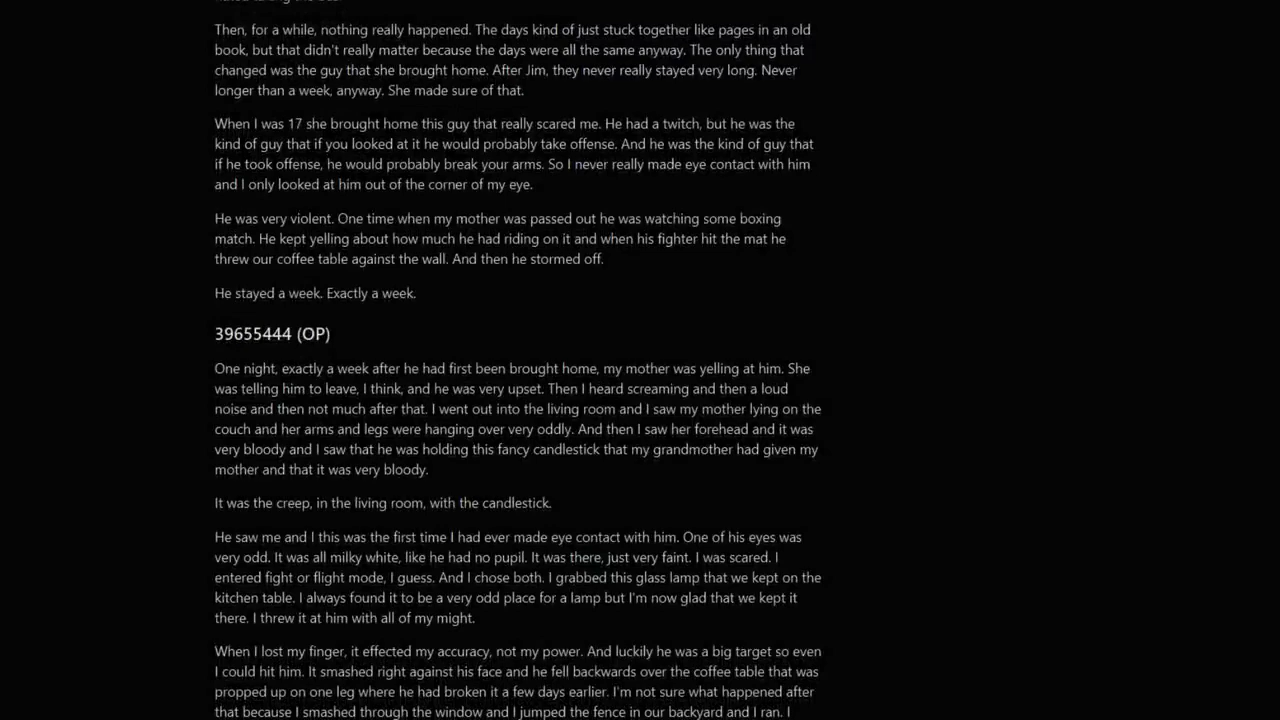 Then, for a while, nothing really happened. The days kind of just stuck together like pages in an old
book, but that didn't really matter because the days were all the same anyway. The only thing that
changed was the guy that she brought home. After Jim, they never really stayed very long. Never
longer than a week, anyway. She made sure of that.
When I was 17 she brought home this guy that really scared me. He had a twitch, but he was the
kind of guy that if you looked at it he would probably take offense. And he was the kind of guy that
if he took offense, he would probably break your arms. So I never really made eye contact with him
and I only looked at him out of the corner of my eye.
He was very violent. One time when my mother was passed out he was watching some boxing
match. He kept yelling about how much he had riding on it and when his fighter hit the mat he
threw our coffee table against the wall. And then he stormed off.
He stayed a week. Exactly a week.
39655444 (OP)
One night, exactly a week after he had first been brought home, my mother was yelling at him. She
was telling him to leave, I think, and he was very upset. Then I heard screaming and then a loud
noise and then not much after that. I went out into the living room and I saw my mother lying on the
couch and her arms and legs were hanging over very oddly. And then I saw her forehead and it was
very bloody and I saw that he was holding this fancy candlestick that my grandmother had given my
mother and that it was very bloody.
It was the creep, in the living room, with the candlestick.
He saw me and I this was the first time I had ever made eye contact with him. One of his eyes was
very odd. It was all milky white, like he had no pupil. It was there, just very faint. I was scared. I
entered fight or flight mode, I guess. And I chose both. I grabbed this glass lamp that we kept on the
kitchen table. I always found it to be a very odd place for a lamp but I'm now glad that we kept it
there. I threw it at him with all of my might.
When I lost my finger, it effected my accuracy, not my power. And luckily he was a big target so even
I could hit him. It smashed right against his face and he fell backwards over the coffee table that was
propped up on one leg where he had broken it a few days earlier. I'm not sure what happened after
that because I smashed through the window and I jumped the fence in our backyard and I ran. I